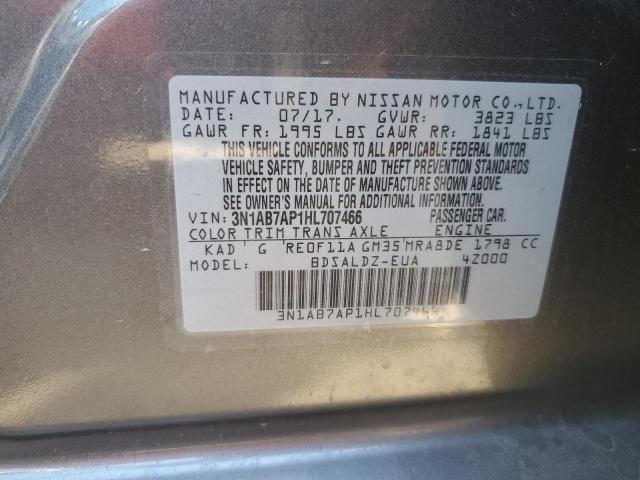 MANUFACTURED BY NISSAN MOTOR CO., LTD.
DATE: 07/17. GVWR: 3823 LBS
GAWR FR: 1995 LBS GAWR RR: 1841 LBS
THIS VEHICLE CONFORMS TO ALL APPLICABLE FEDERAL MOTOR
VEHICLE SAFETY, BUMPER AND THEFT PREVENTION STANDARDS
IN EFFECT ON THE DATE OF MANUFACTURE SHOWN ABOVE.
SEE OWNER'S MANUAL FOR ADDITIONAL INFORMATION
VIN: 3N1AB7AP1HL707466 PASSENGER CAR.
COLOR TRIM TRANS AXLE ENGINE
KAD G RE0F11A GM35 MRA8DE 1798 CC
MODEL: BDSALDZ-EUA 4Z000
3N1AB7AP1HL707466